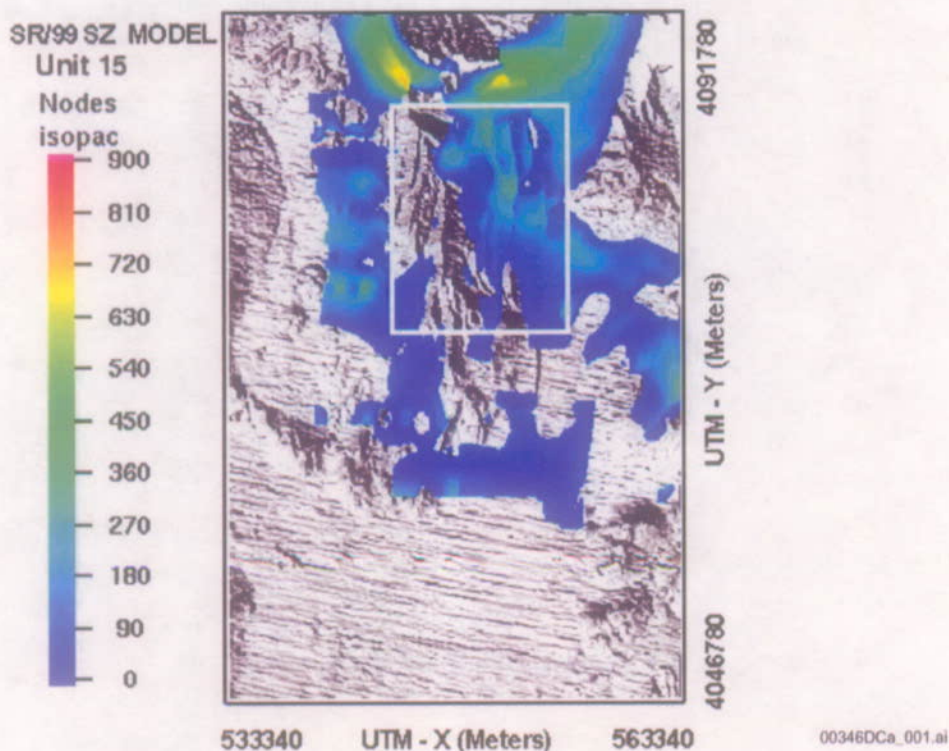 SR/99 SZ MODEL
Unit 15
Nodes
isopac
900
810
720
630
540
450
360
270
180
90
0
4091780
UTM - Y (Meters)
4046780
533340 UTM - X (Meters) 563340
00346DCa_001.ai